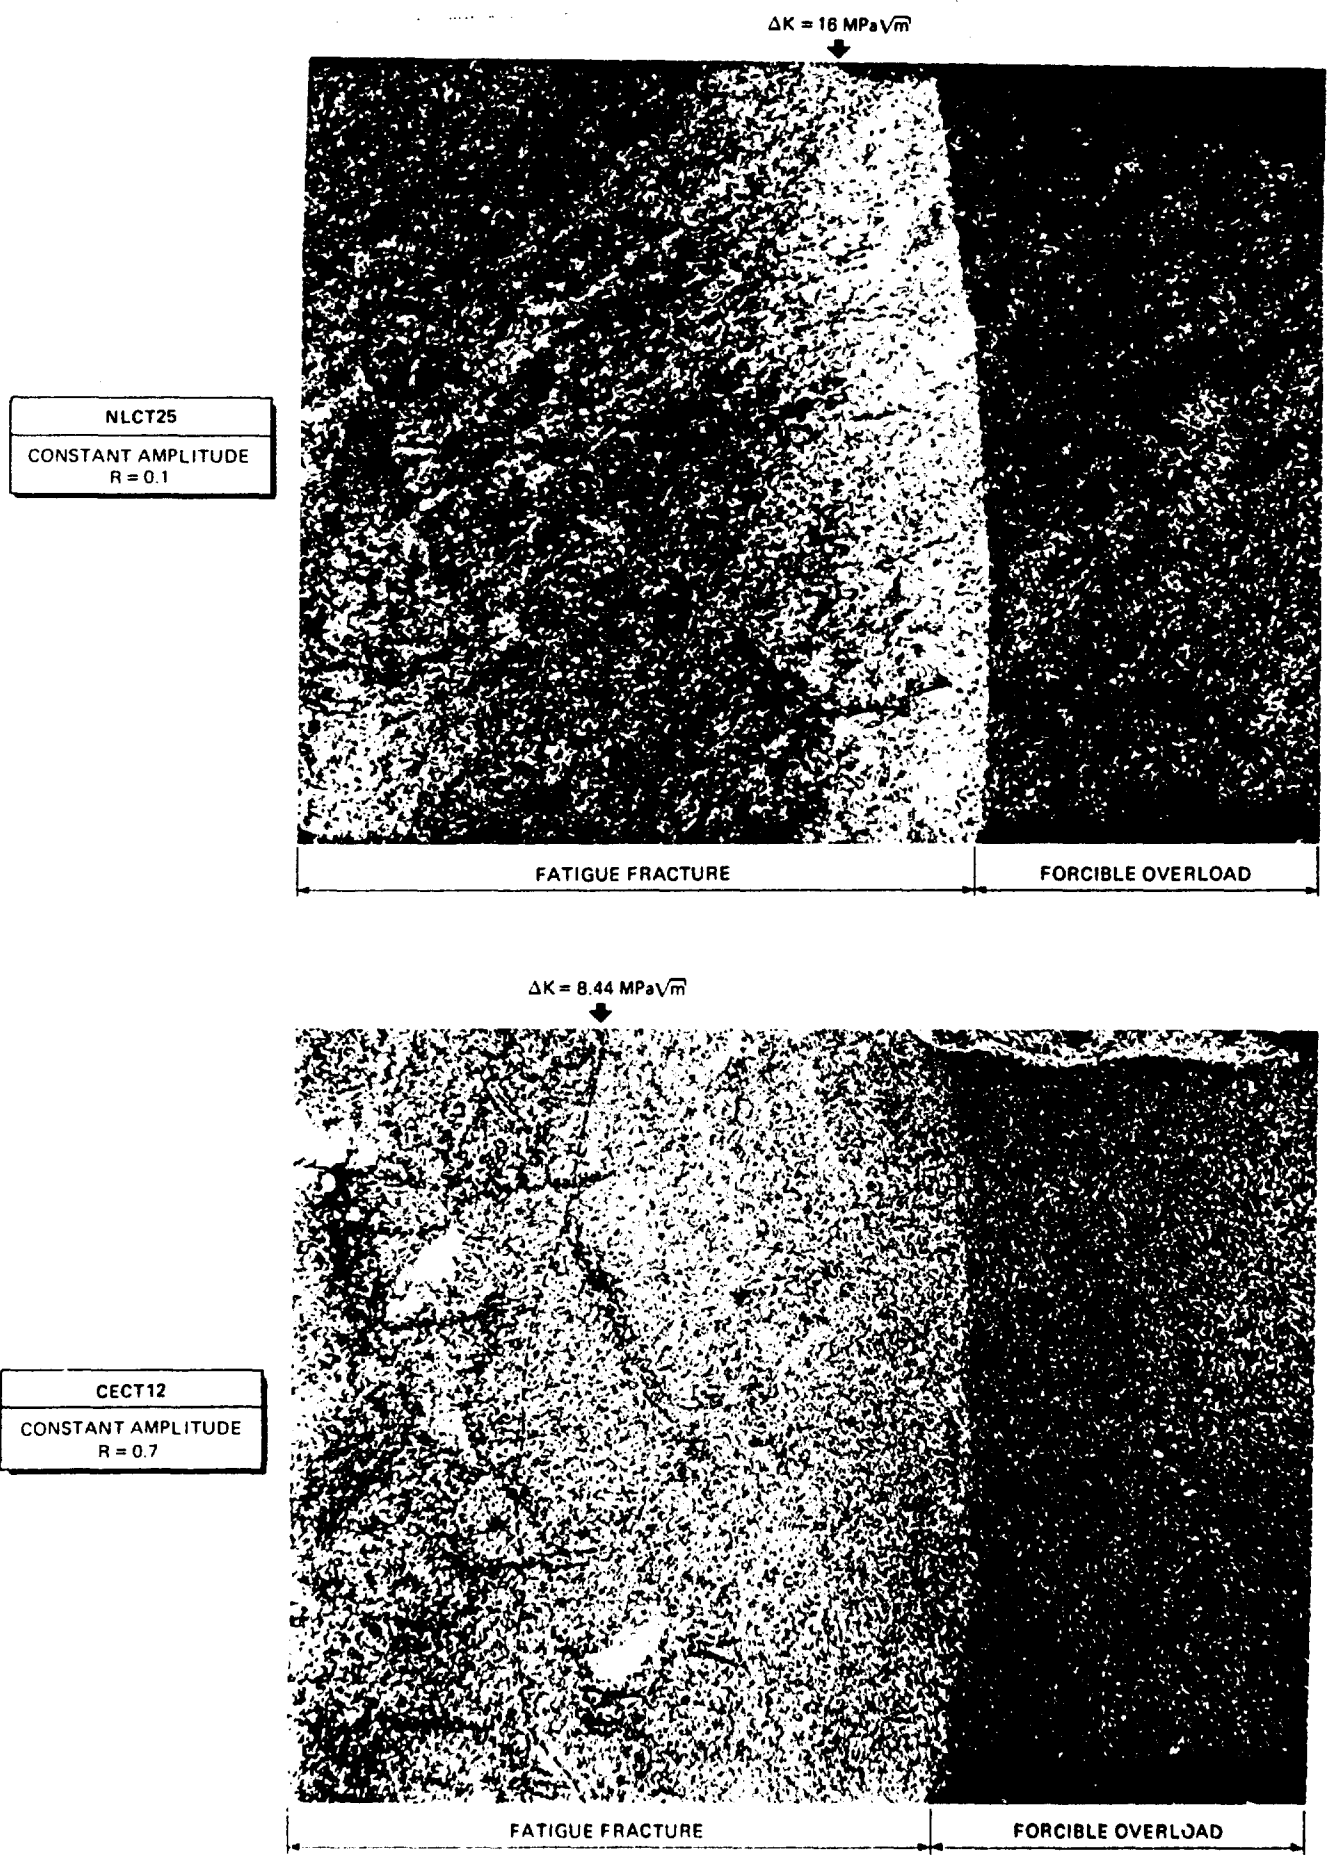 ΔK = 16 MPa√m
NLCT25
CONSTANT AMPLITUDE
R = 0.1
FATIGUE FRACTURE
FORCIBLE OVERLOAD
ΔK = 8.44 MPa√m
CECT12
CONSTANT AMPLITUDE
R = 0.7
FATIGUE FRACTURE
FORCIBLE OVERLOAD